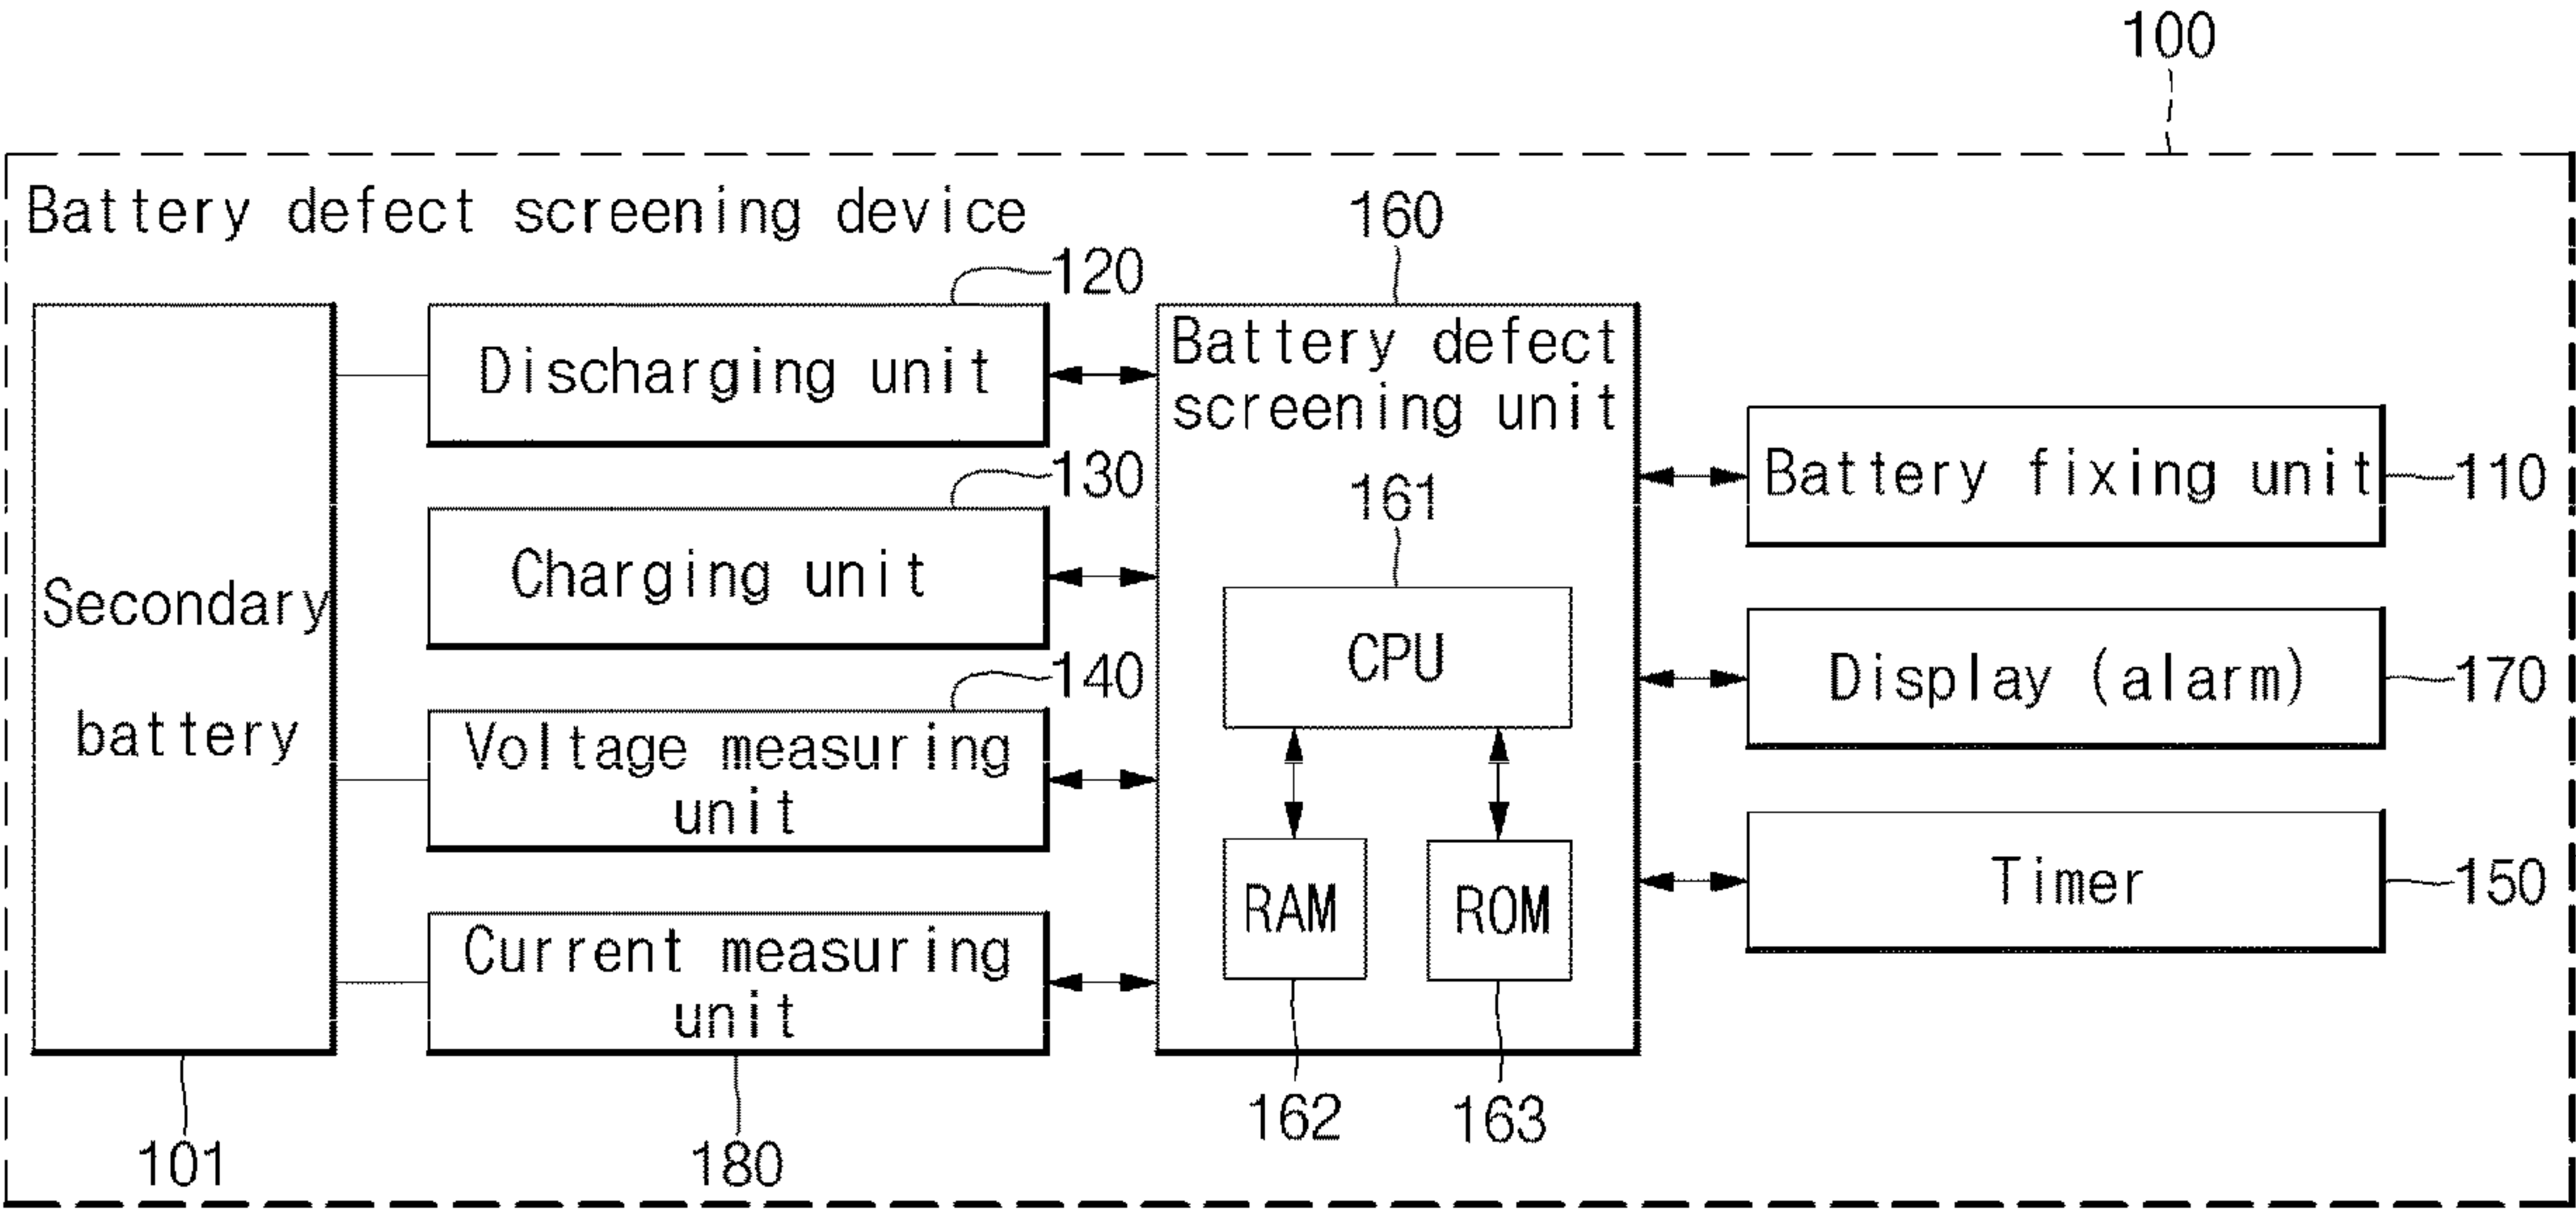 100
Battery defect screening device
160
120
Discharging unit
Battery defect
screening unit
130
161
Battery fixing unit
110
Charging unit
Secondary
battery
CPU
140
Display (alarm)
170
Voltage measuring
unit
Timer
150
RAM
ROM
Current measuring
unit
162
163
101
180